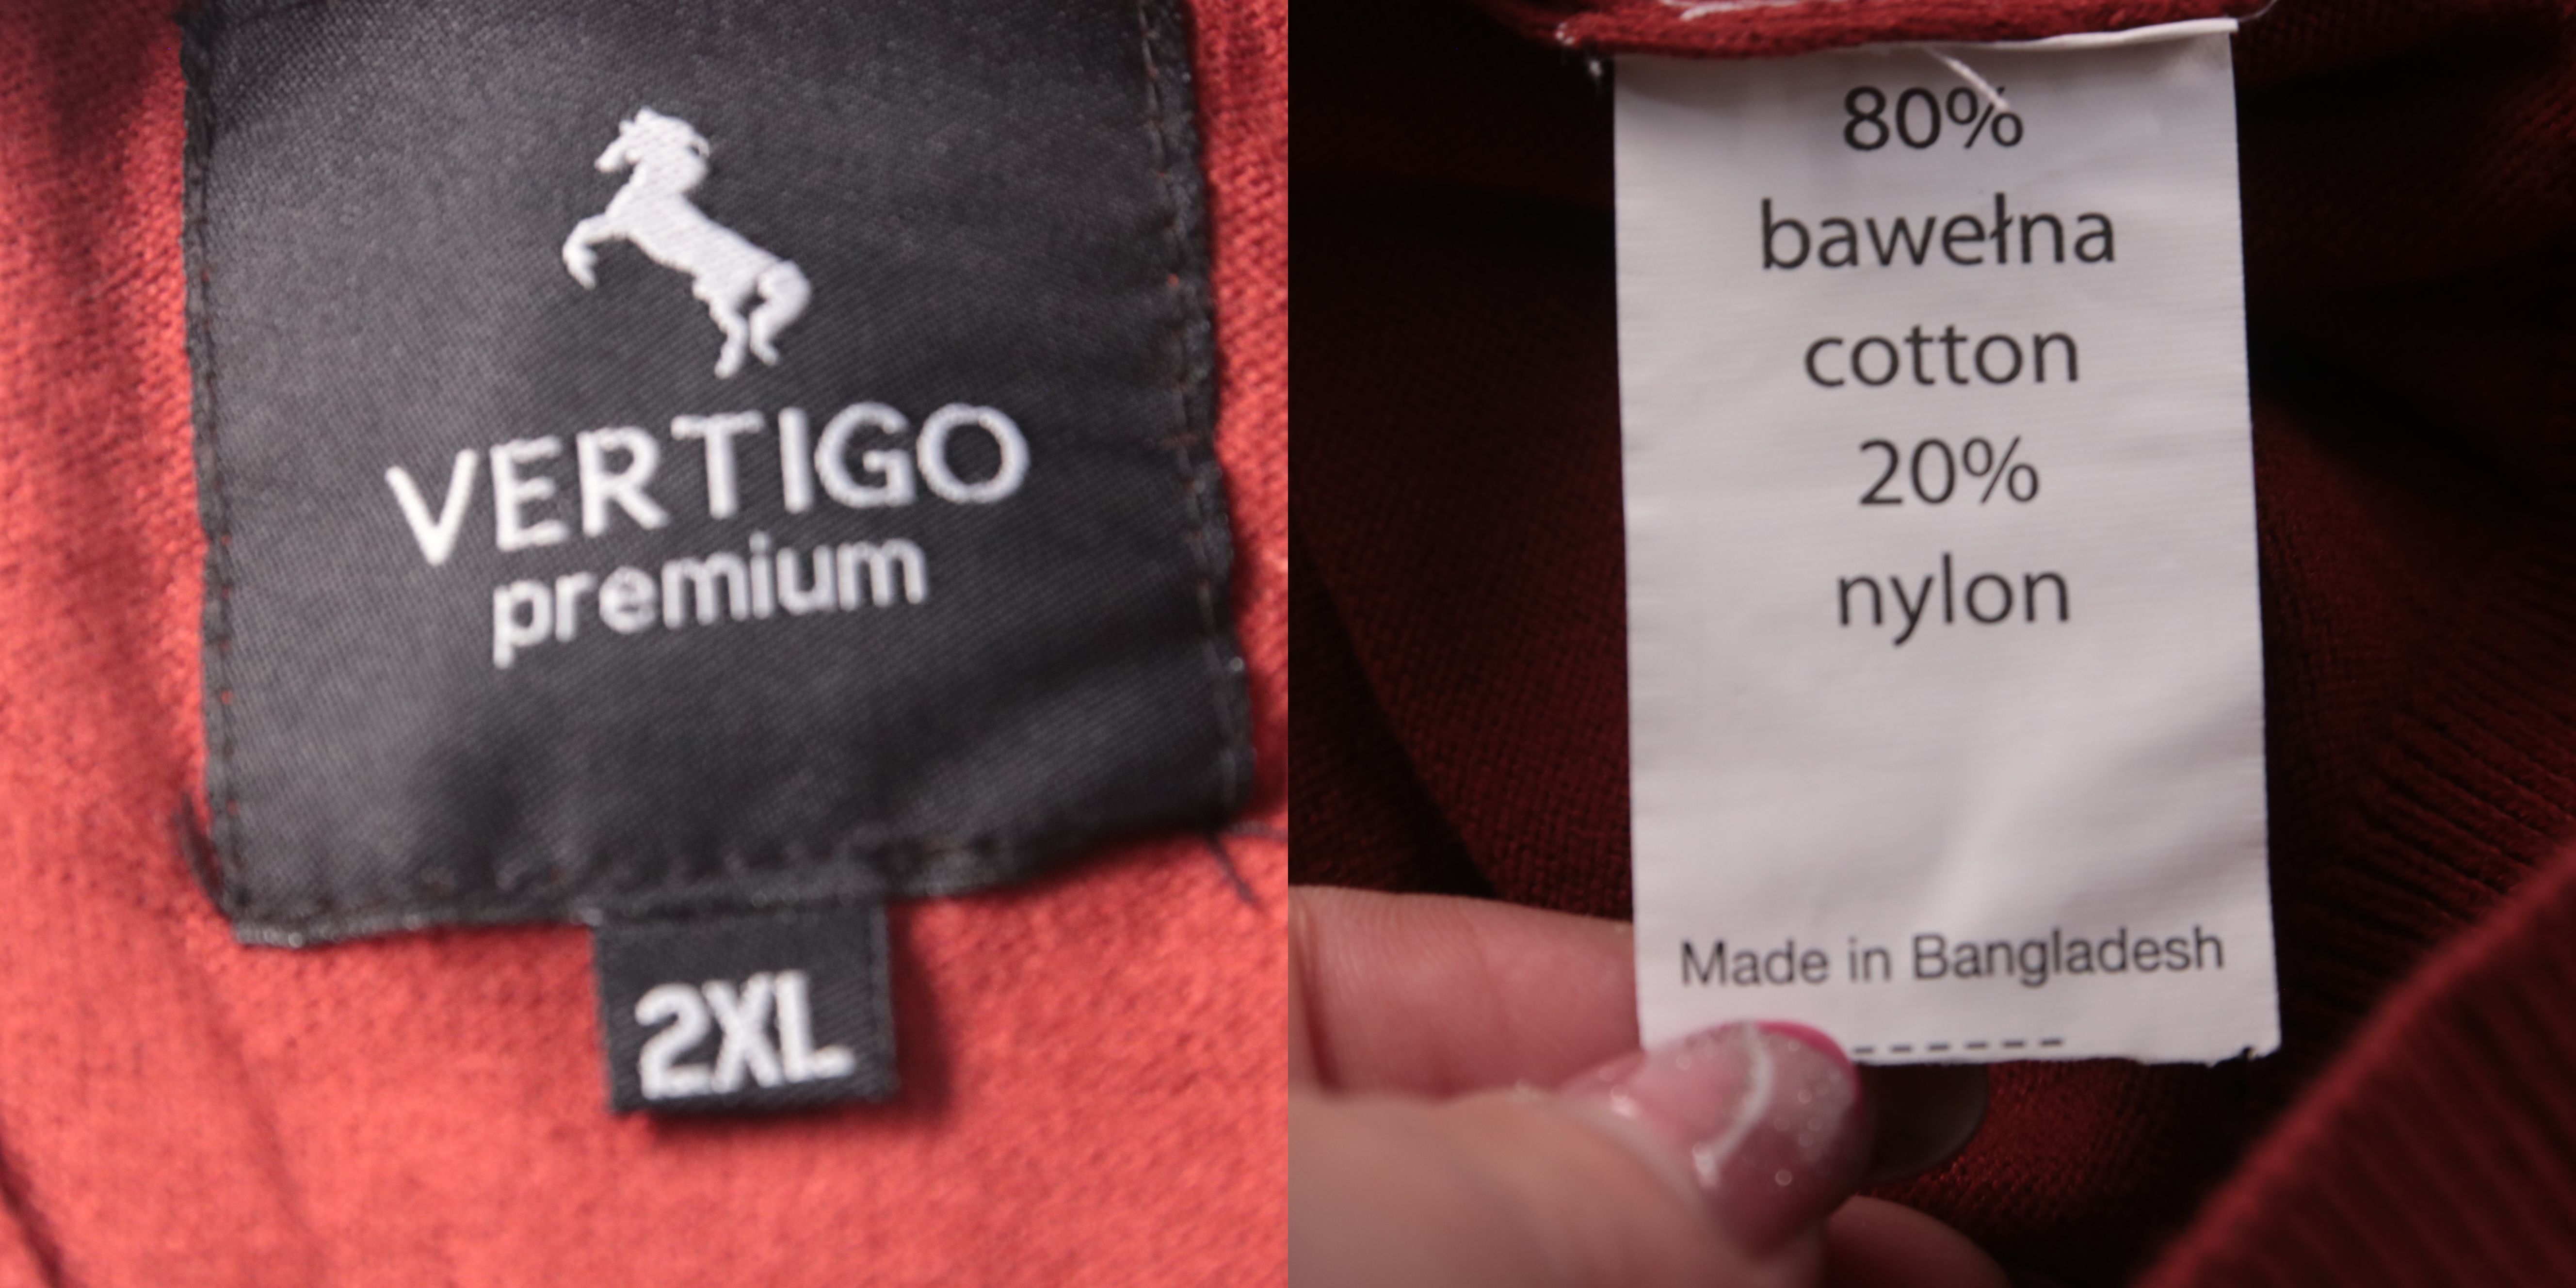 VERTIGO
premium
2XL
80%
bawełna
cotton
20%
nylon
Made in Bangladesh